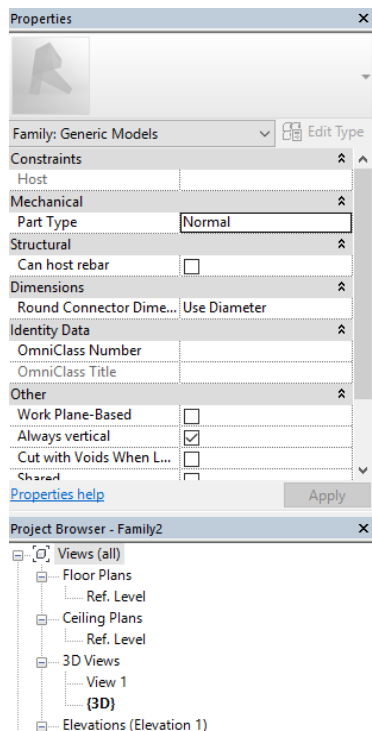 Properties
Family: Generic Models
Edit Type
Constraints
Host
Mechanical
Part Type Normal
Structural
Can host rebar
Dimensions
Round Connector Dime... Use Diameter
Identity Data
OmniClass Number
OmniClass Title
Other
Work Plane-Based
Always vertical
Cut with Voids When L...
Shared
Properties help
Apply
Project Browser - Family2
Views (all)
Floor Plans
Ref. Level
Ceiling Plans
Ref. Level
3D Views
View 1
{3D}
Elevations (Elevation 1)